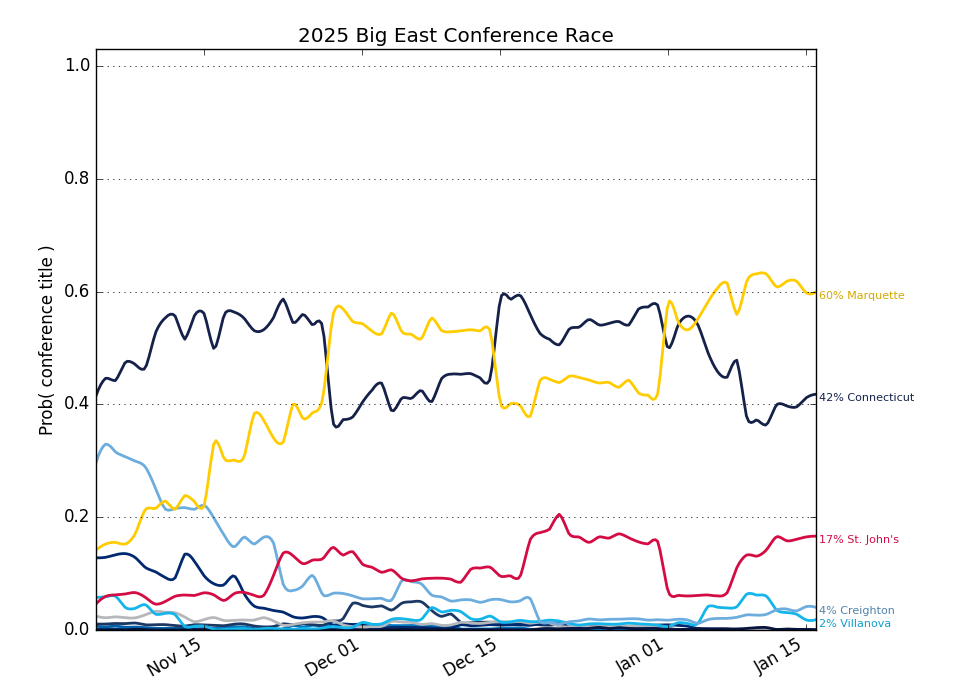 2025 Big East Conference Race
1.0
0.8
0.6
0.4
0.2
0.0
Prob( conference title )
60% Marquette
42% Connecticut
17% St. John's
4% Creighton
2% Villanova
Nov 15
Dec 01
Dec 15
Jan 01
Jan 15